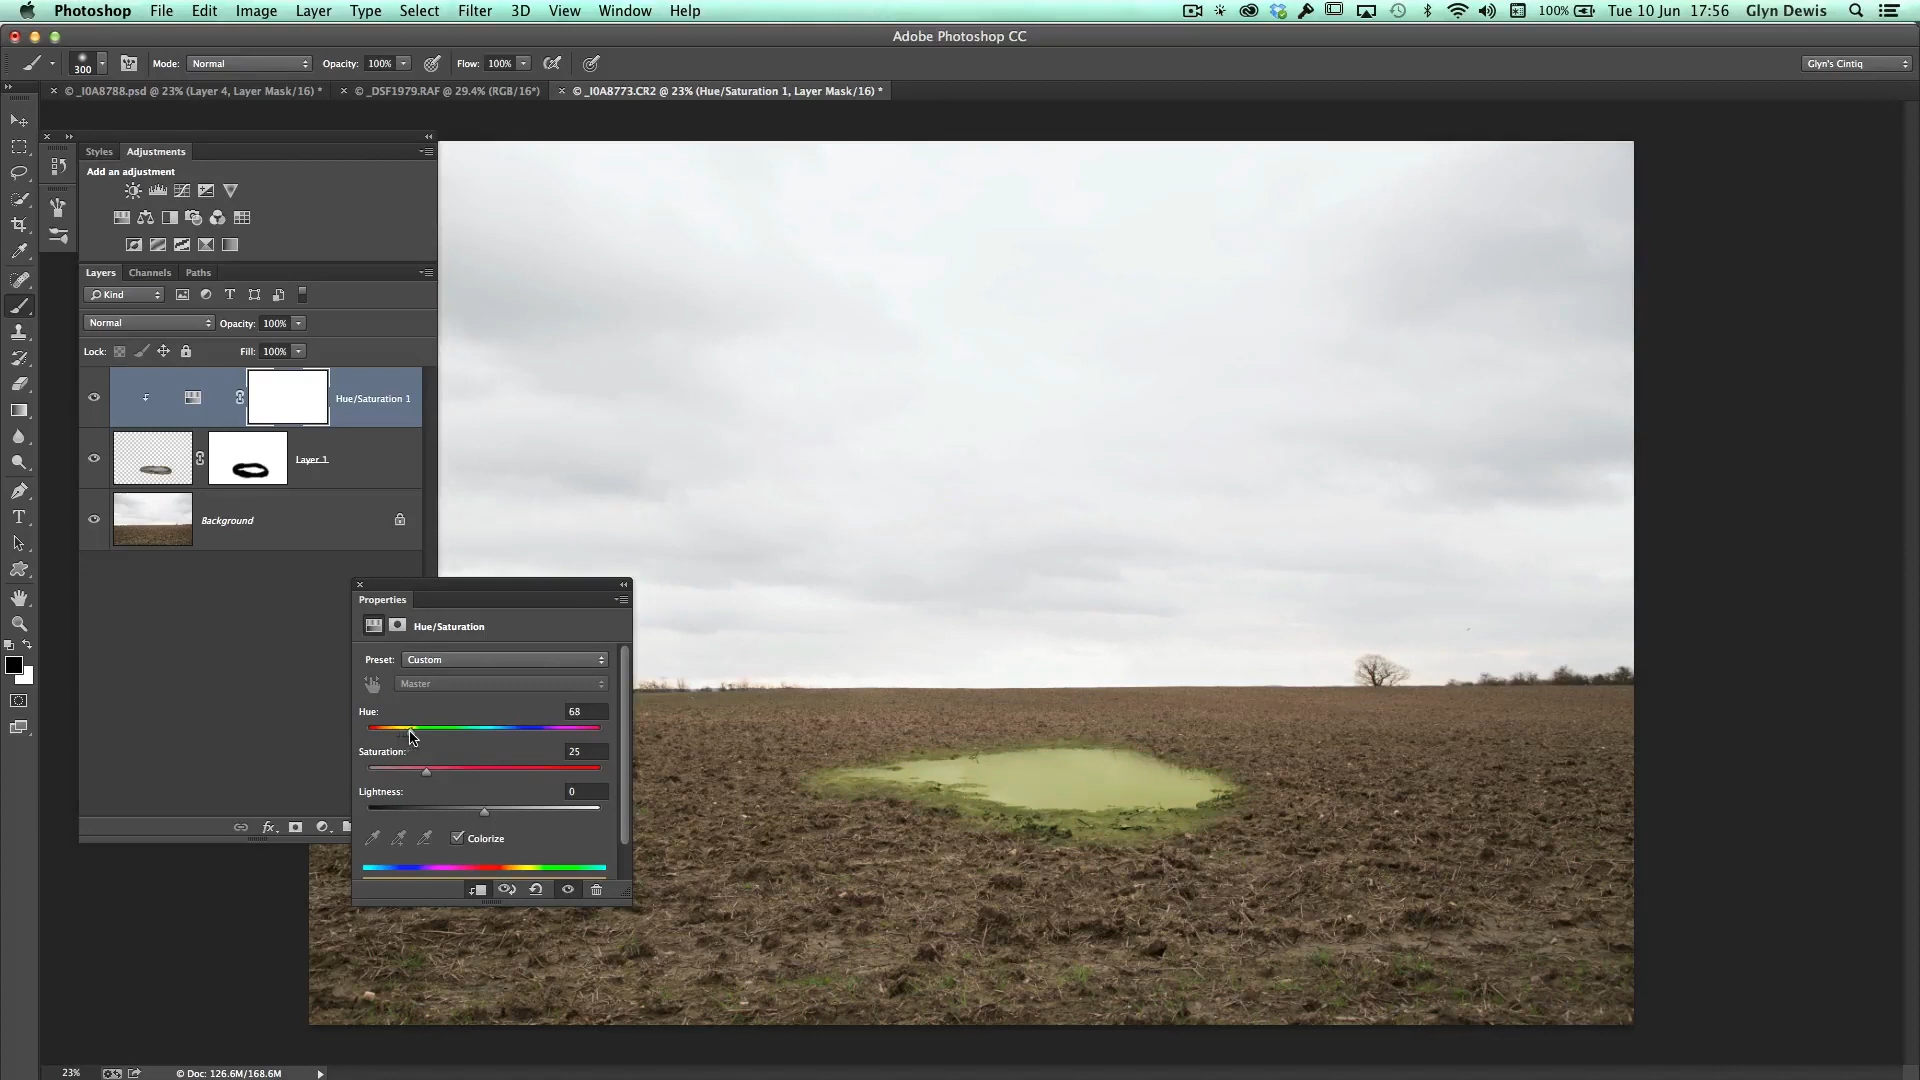 Photoshop File Edit Image Layer Type Select Filter 3D View Window Help 100% Tue 10 Jun 17:56 Glyn Dewis
Adobe Photoshop CC
300 Mode: Normal Opacity: 100% Flow: 100% Glyn's Cintiq
© _I0A8788.psd @ 23% (Layer 4, Layer Mask/16) * © _DSF1979.RAF @ 29.4% (RGB/16*) © _I0A8773.CR2 @ 23% (Hue/Saturation 1, Layer Mask/16) *
Styles Adjustments
Add an adjustment
Layers Channels Paths
Kind
Normal Opacity: 100%
Lock: Fill: 100%
Hue/Saturation 1
Layer 1
Background
Properties
Hue/Saturation
Preset: Custom
Master
Hue: 68
Saturation: 25
Lightness: 0
Colorize
fx
23% © Doc: 126.6M/168.6M